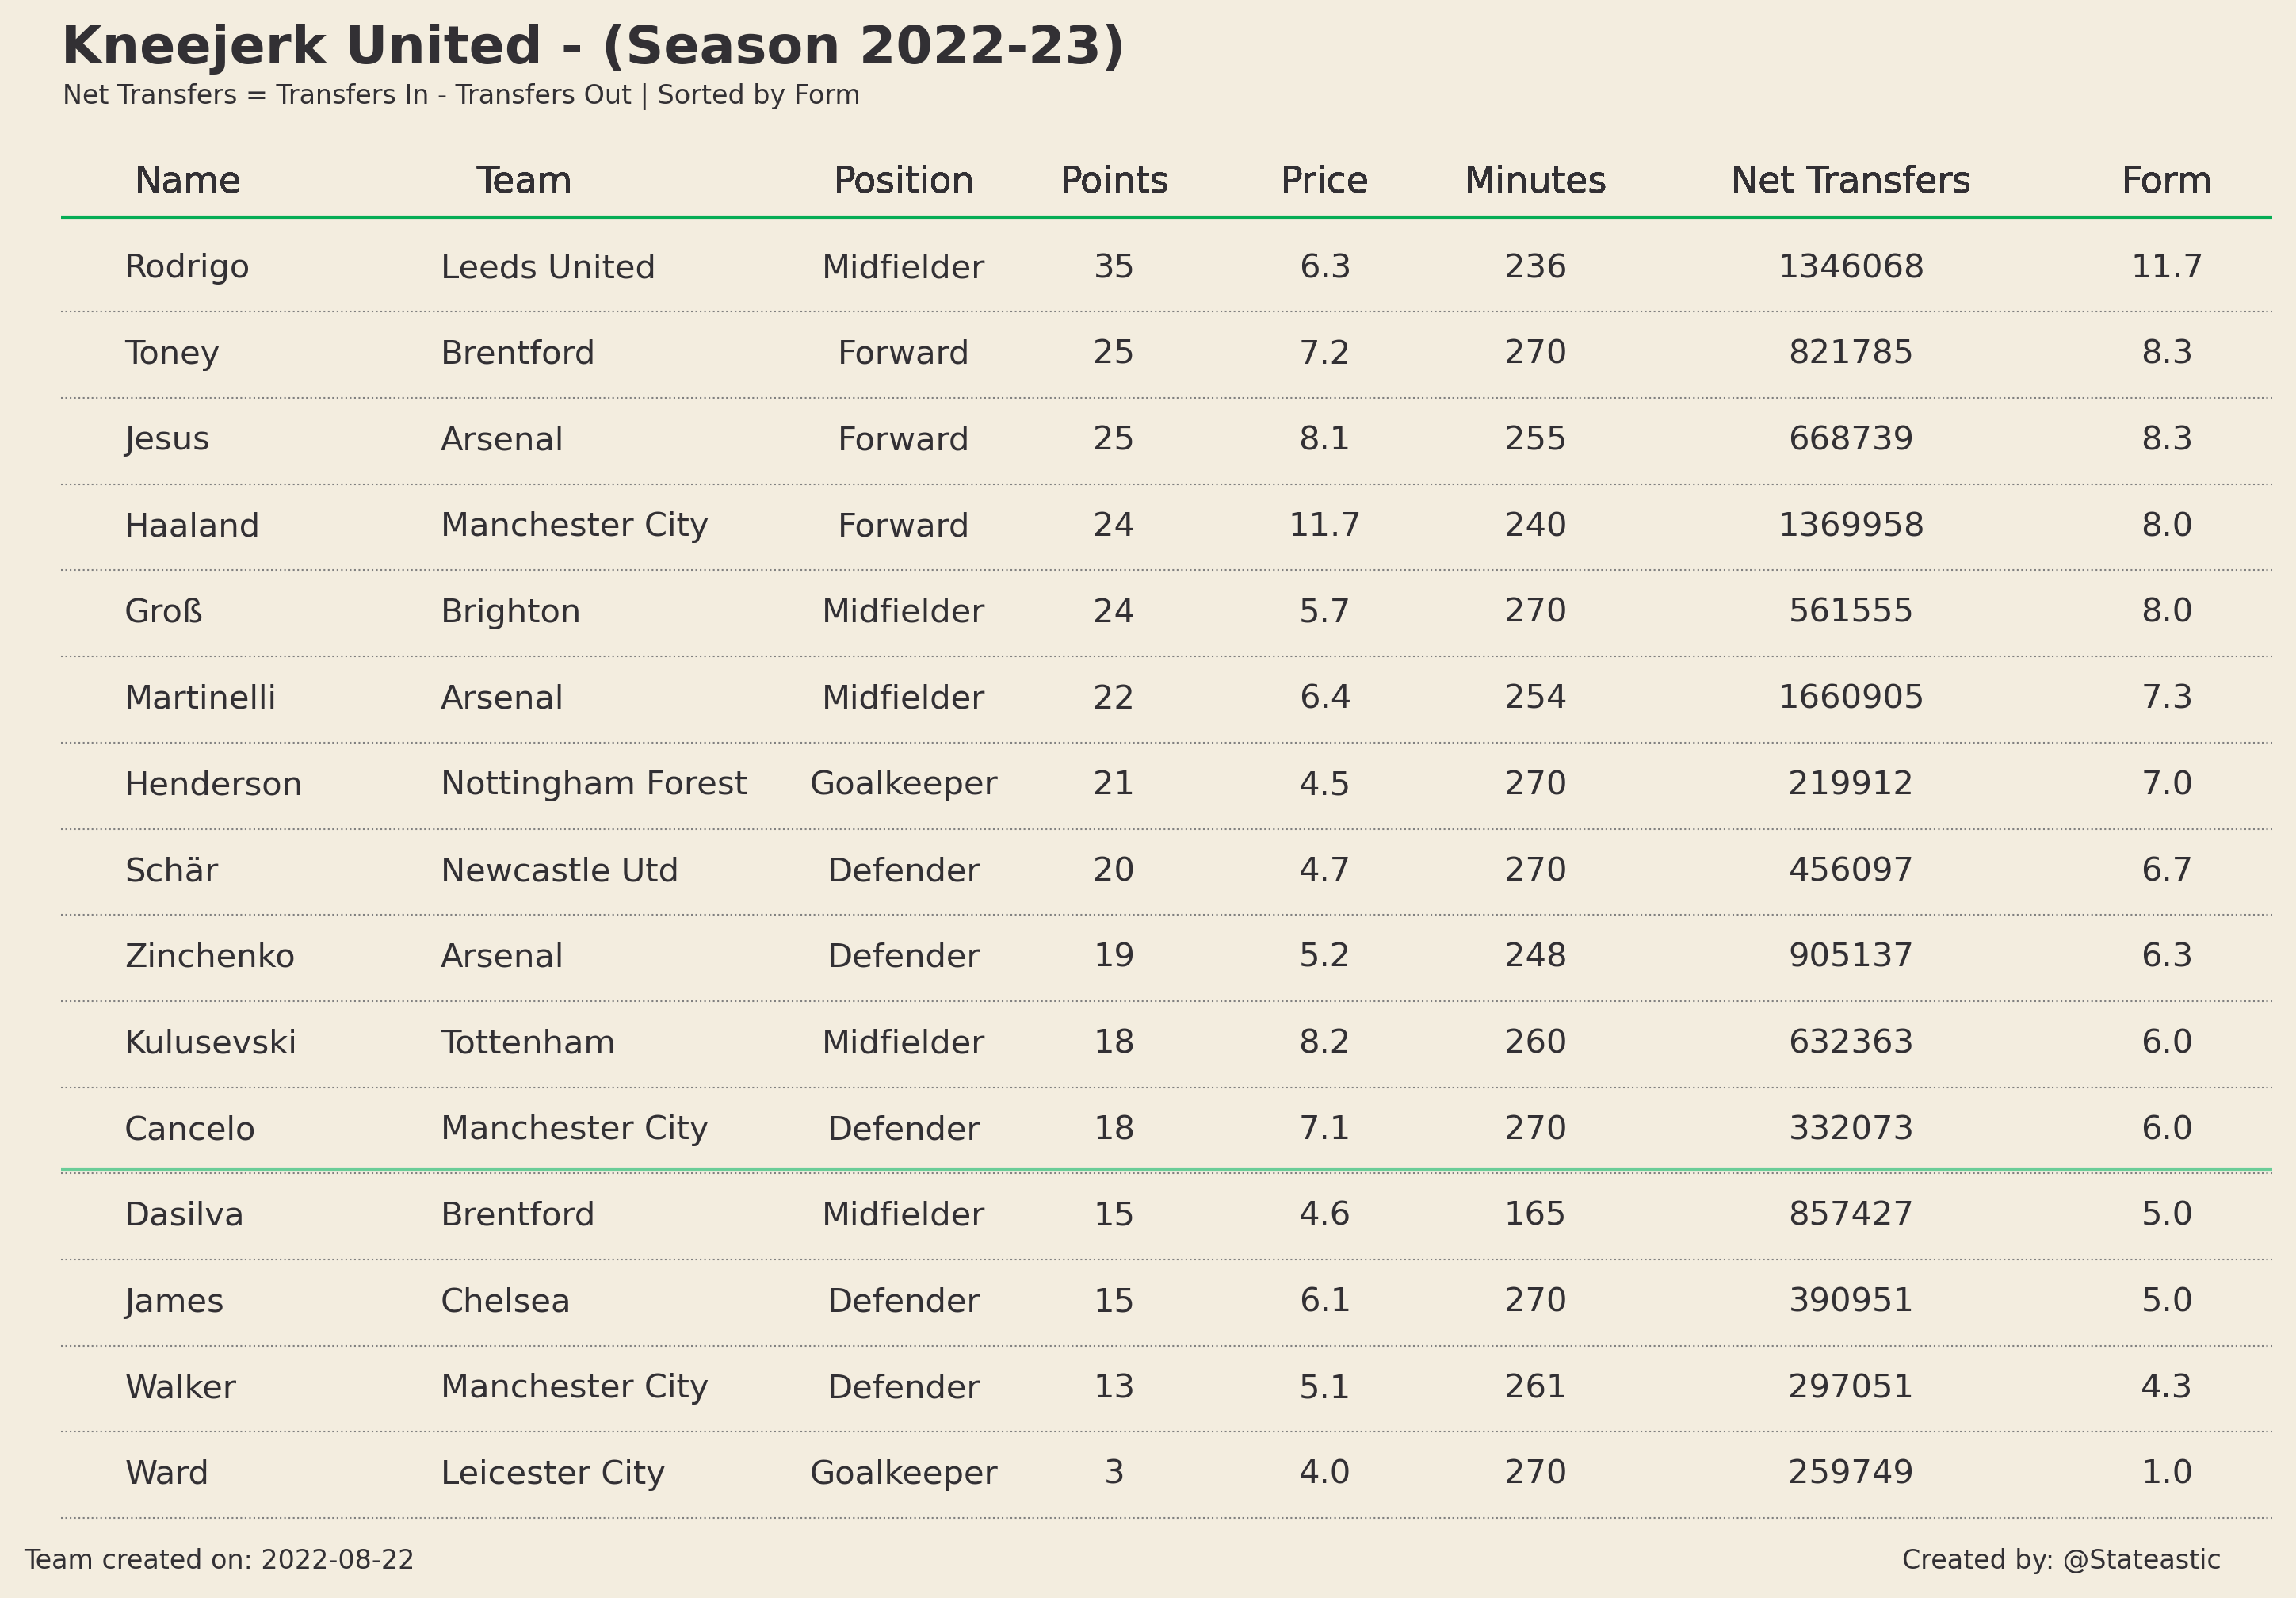 Kneejerk United - (Season 2022-23)
Net Transfers = Transfers In - Transfers Out | Sorted by Form
Name Team Position Points Price Minutes Net Transfers Form
Rodrigo Leeds United Midfielder 35 6.3 236 1346068 11.7
Toney Brentford Forward 25 7.2 270 821785 8.3
Jesus Arsenal Forward 25 8.1 255 668739 8.3
Haaland Manchester City Forward 24 11.7 240 1369958 8.0
Groß Brighton Midfielder 24 5.7 270 561555 8.0
Martinelli Arsenal Midfielder 22 6.4 254 1660905 7.3
Henderson Nottingham Forest Goalkeeper 21 4.5 270 219912 7.0
Schär Newcastle Utd Defender 20 4.7 270 456097 6.7
Zinchenko Arsenal Defender 19 5.2 248 905137 6.3
Kulusevski Tottenham Midfielder 18 8.2 260 632363 6.0
Cancelo Manchester City Defender 18 7.1 270 332073 6.0
Dasilva Brentford Midfielder 15 4.6 165 857427 5.0
James Chelsea Defender 15 6.1 270 390951 5.0
Walker Manchester City Defender 13 5.1 261 297051 4.3
Ward Leicester City Goalkeeper 3 4.0 270 259749 1.0
Team created on: 2022-08-22 Created by: @Stateastic